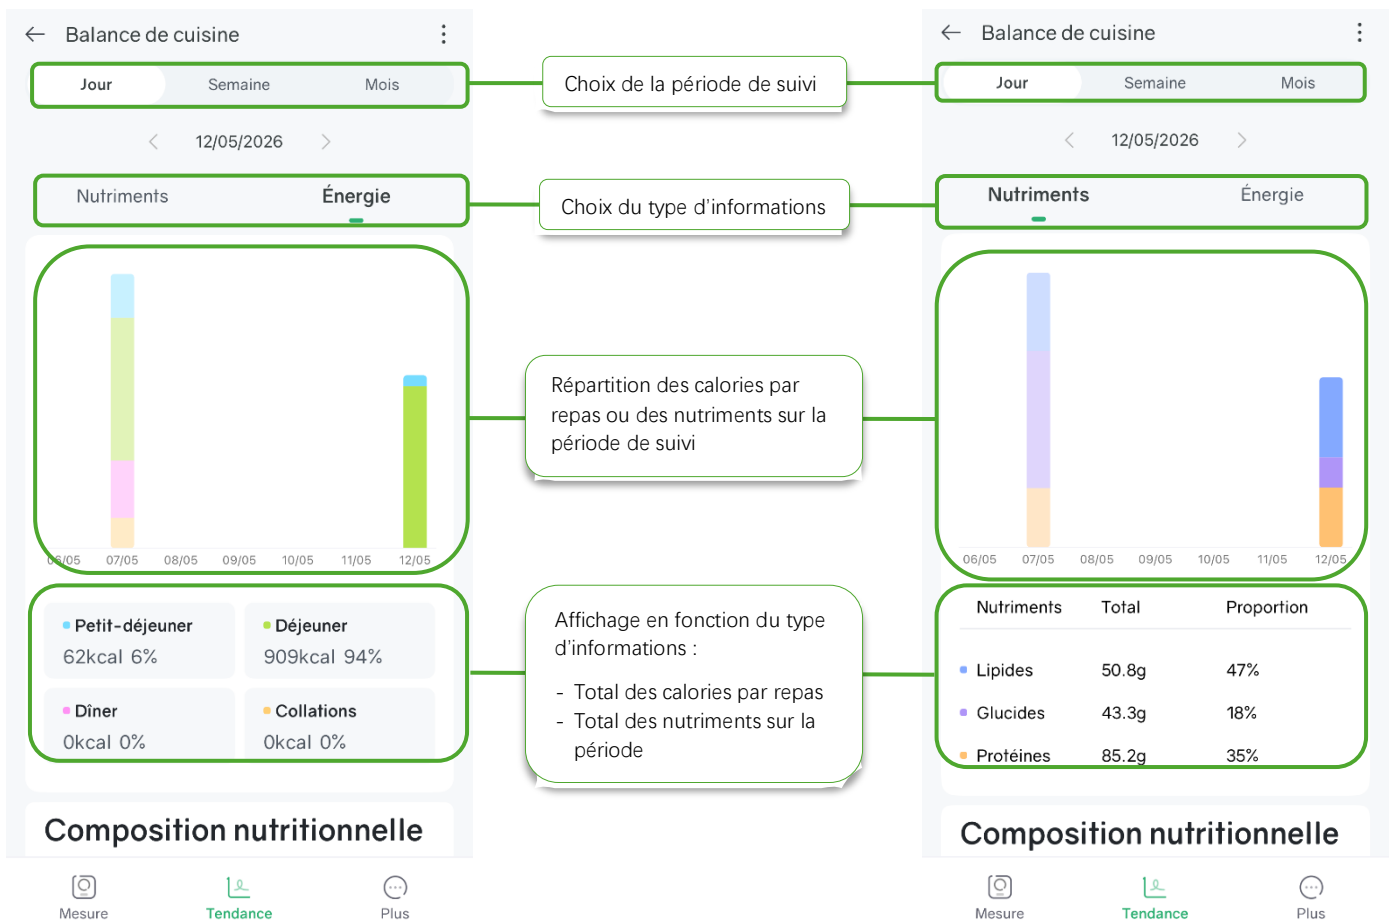 Balance de cuisine
Jour Semaine Mois
12/05/2026
Nutriments Énergie
06/05 07/05 08/05 09/05 10/05 11/05 12/05
Petit-déjeuner
62kcal 6%
Déjeuner
909kcal 94%
Dîner
0kcal 0%
Collations
0kcal 0%
Composition nutritionnelle
Mesure Tendance Plus
Choix de la période de suivi
Choix du type d'informations
Répartition des calories par
repas ou des nutriments sur la
période de suivi
Affichage en fonction du type
d'informations :
- Total des calories par repas
- Total des nutriments sur la
période
Balance de cuisine
Jour Semaine Mois
12/05/2026
Nutriments Énergie
06/05 07/05 08/05 09/05 10/05 11/05 12/05
Nutriments Total Proportion
Lipides 50.8g 47%
Glucides 43.3g 18%
Protéines 85.2g 35%
Composition nutritionnelle
Mesure Tendance Plus